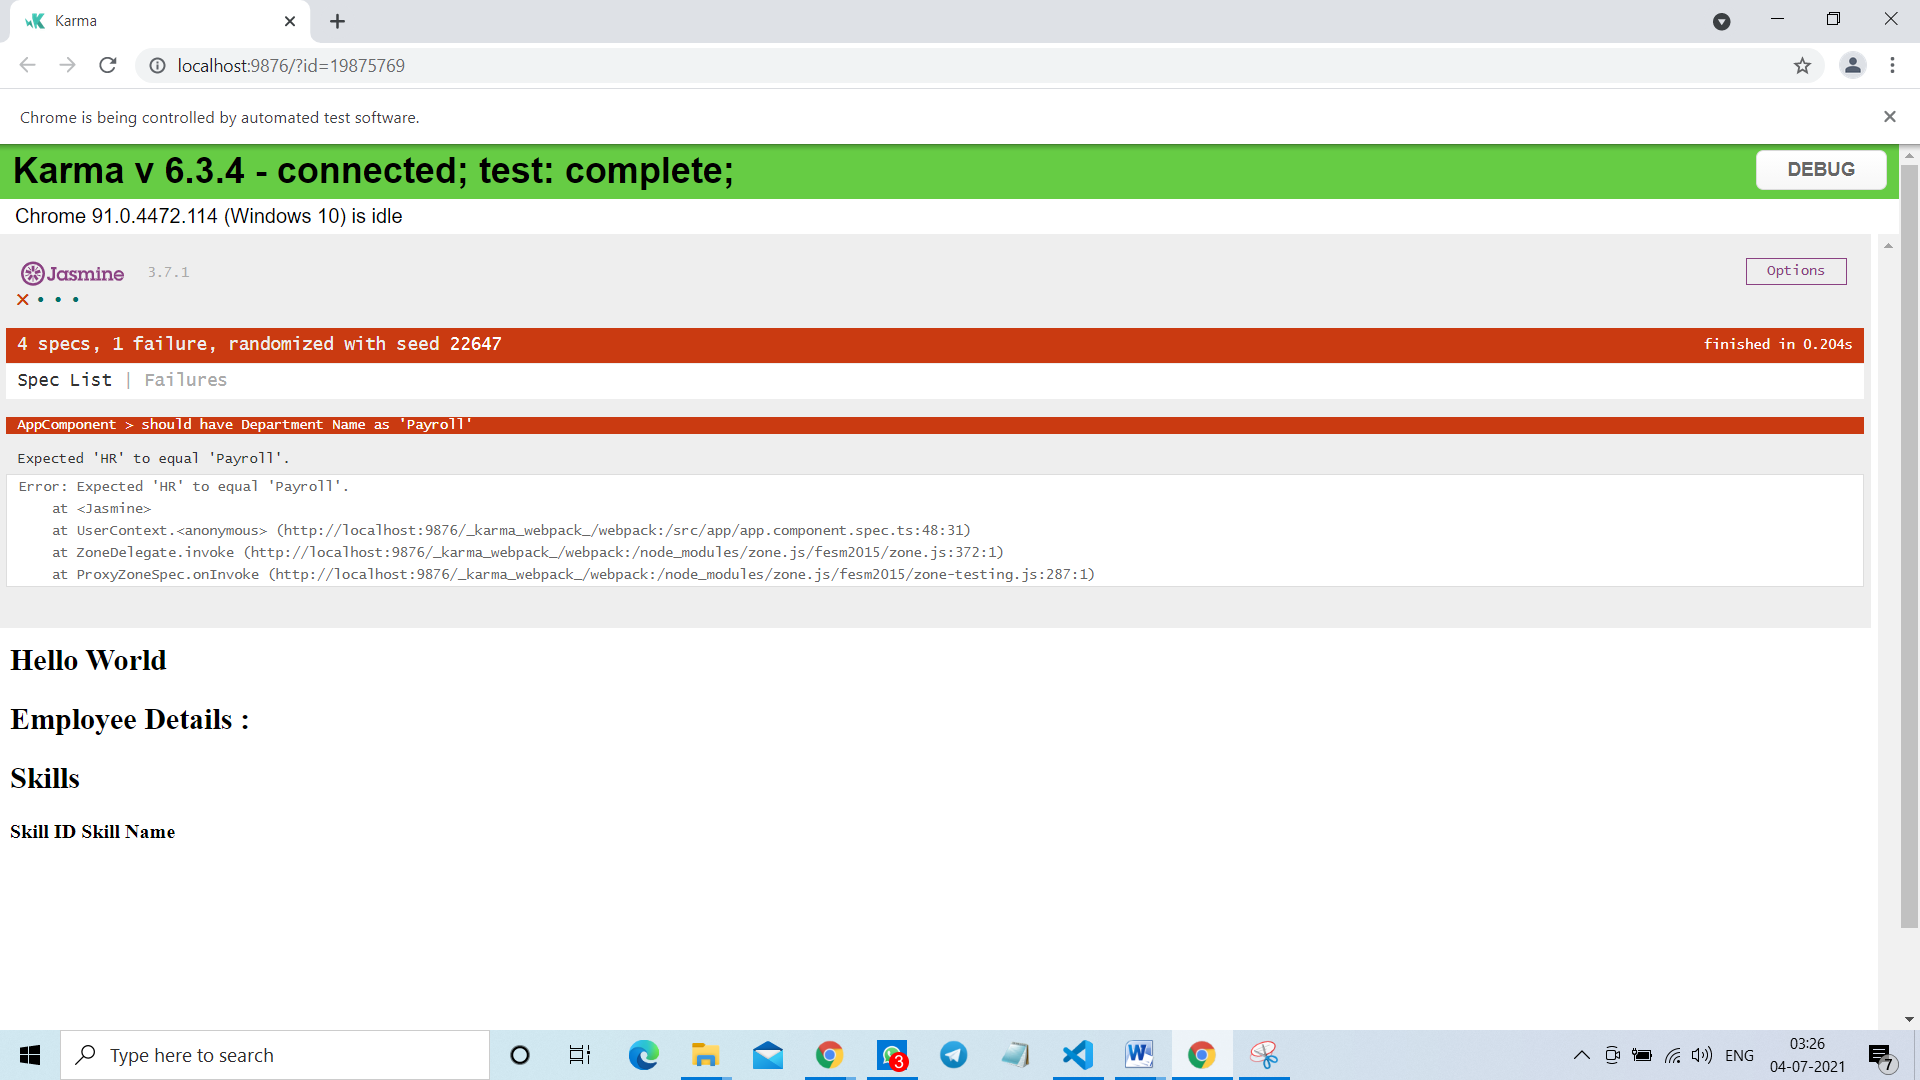 Karma
localhost:9876/?id=19875769
Chrome is being controlled by automated test software.
Karma v 6.3.4 - connected; test: complete;
DEBUG
Chrome 91.0.4472.114 (Windows 10) is idle
Jasmine 3.7.1
Options
4 specs, 1 failure, randomized with seed 22647
finished in 0.204s
Spec List | Failures
AppComponent > should have Department Name as 'Payroll'
Expected 'HR' to equal 'Payroll'.
Error: Expected 'HR' to equal 'Payroll'.
at <Jasmine>
at UserContext.<anonymous> (http://localhost:9876/_karma_webpack_/webpack:/src/app/app.component.spec.ts:48:31)
at ZoneDelegate.invoke (http://localhost:9876/_karma_webpack_/webpack:/node_modules/zone.js/fesm2015/zone.js:372:1)
at ProxyZoneSpec.onInvoke (http://localhost:9876/_karma_webpack_/webpack:/node_modules/zone.js/fesm2015/zone-testing.js:287:1)
Hello World
Employee Details :
Skills
Skill ID Skill Name
Type here to search
3
W
ENG
03:26
04-07-2021
7